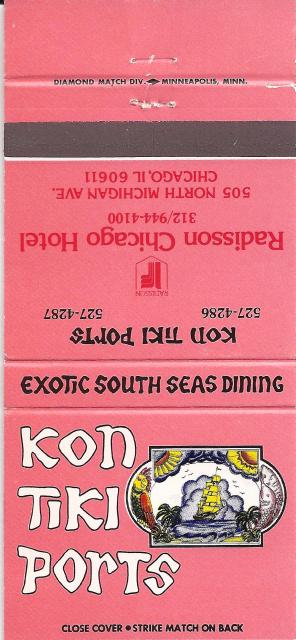 DIAMOND MATCH DIV. MINNEAPOLIS, MINN.
505 NORTH MICHIGAN AVE.
CHICAGO, IL 60611
312/944-4100
Radisson Chicago Hotel
RADISSON
KON TIKI PORTS
527-4286 527-4287
EXOTIC SOUTH SEAS DINING
KON
TIKI
PORTS
CLOSE COVER • STRIKE MATCH ON BACK